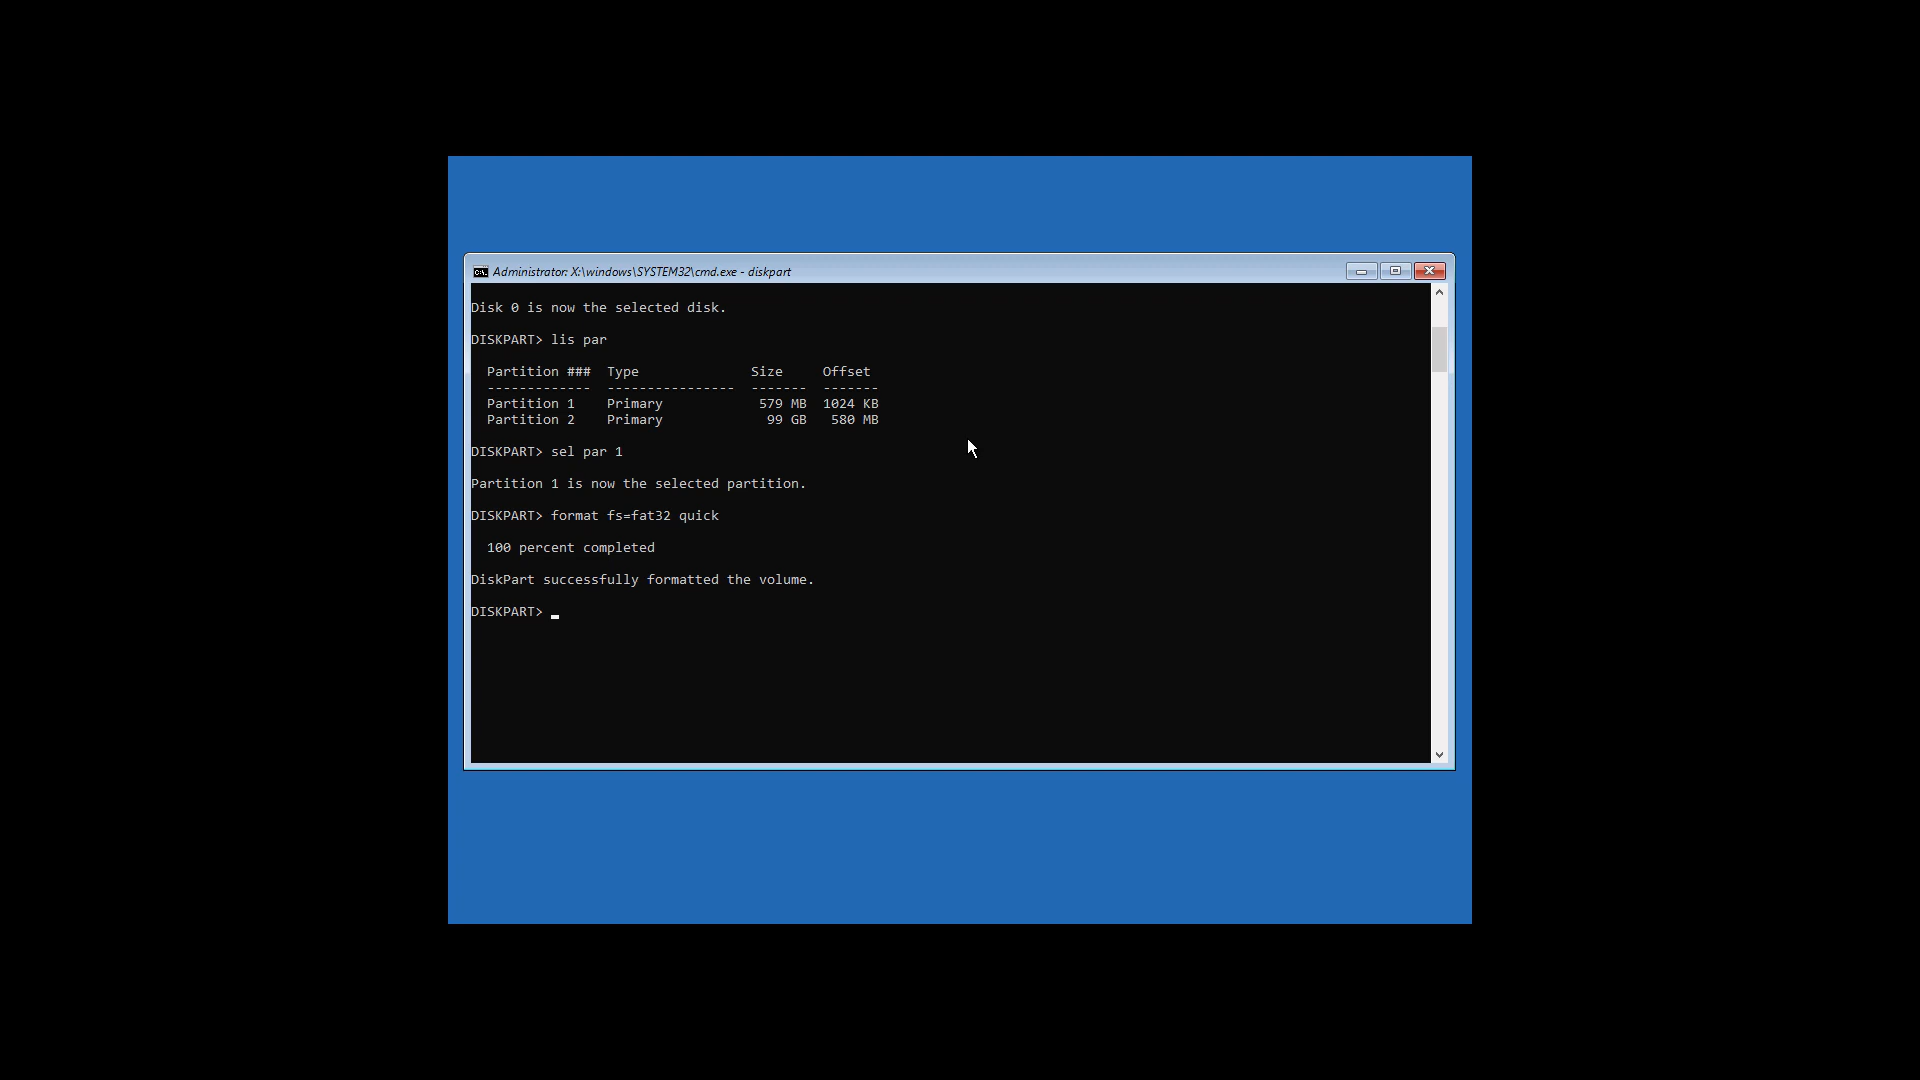 Administrator: X:\windows\SYSTEM32\cmd.exe - diskpart
Disk 0 is now the selected disk.
DISKPART> lis par
  Partition ###  Type              Size     Offset
  -------------  ----------------  -------  -------
  Partition 1    Primary            579 MB  1024 KB
  Partition 2    Primary             99 GB   580 MB
DISKPART> sel par 1
Partition 1 is now the selected partition.
DISKPART> format fs=fat32 quick
  100 percent completed
DiskPart successfully formatted the volume.
DISKPART>